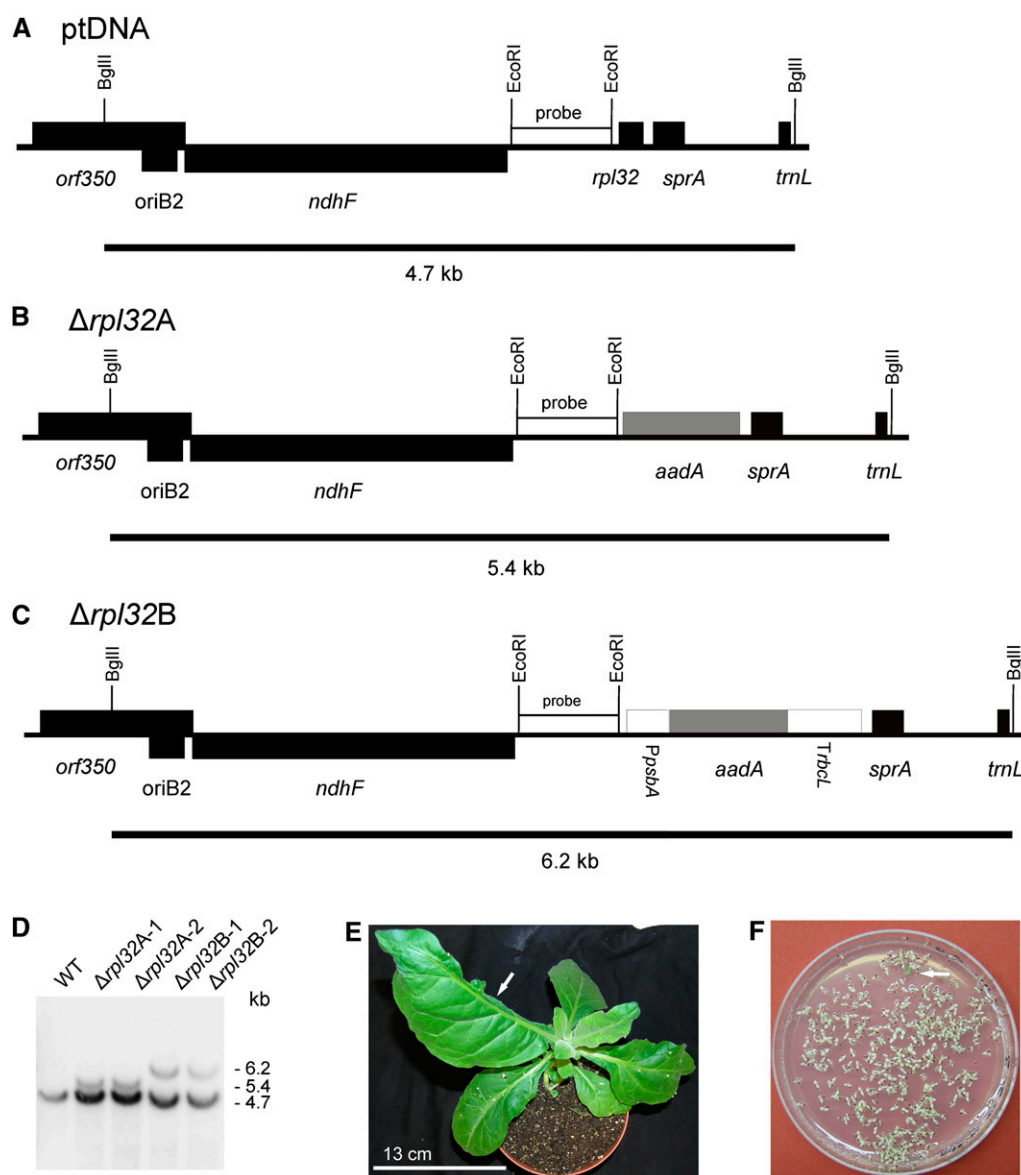 A ptDNA
BglII EcoRI EcoRI BglII
probe
orf350 oriB2 ndhF rpl32 sprA trnL
4.7 kb
B Δrpl32A
BglII EcoRI EcoRI BglII
probe
orf350 oriB2 ndhF aadA sprA trnL
5.4 kb
C Δrpl32B
BglII EcoRI EcoRI BglII
probe
orf350 oriB2 ndhF PpsbA aadA TrbcL sprA trnL
6.2 kb
D
WT Δrpl32A-1 Δrpl32A-2 Δrpl32B-1 Δrpl32B-2
kb
- 6.2
- 5.4
- 4.7
E
13 cm
F